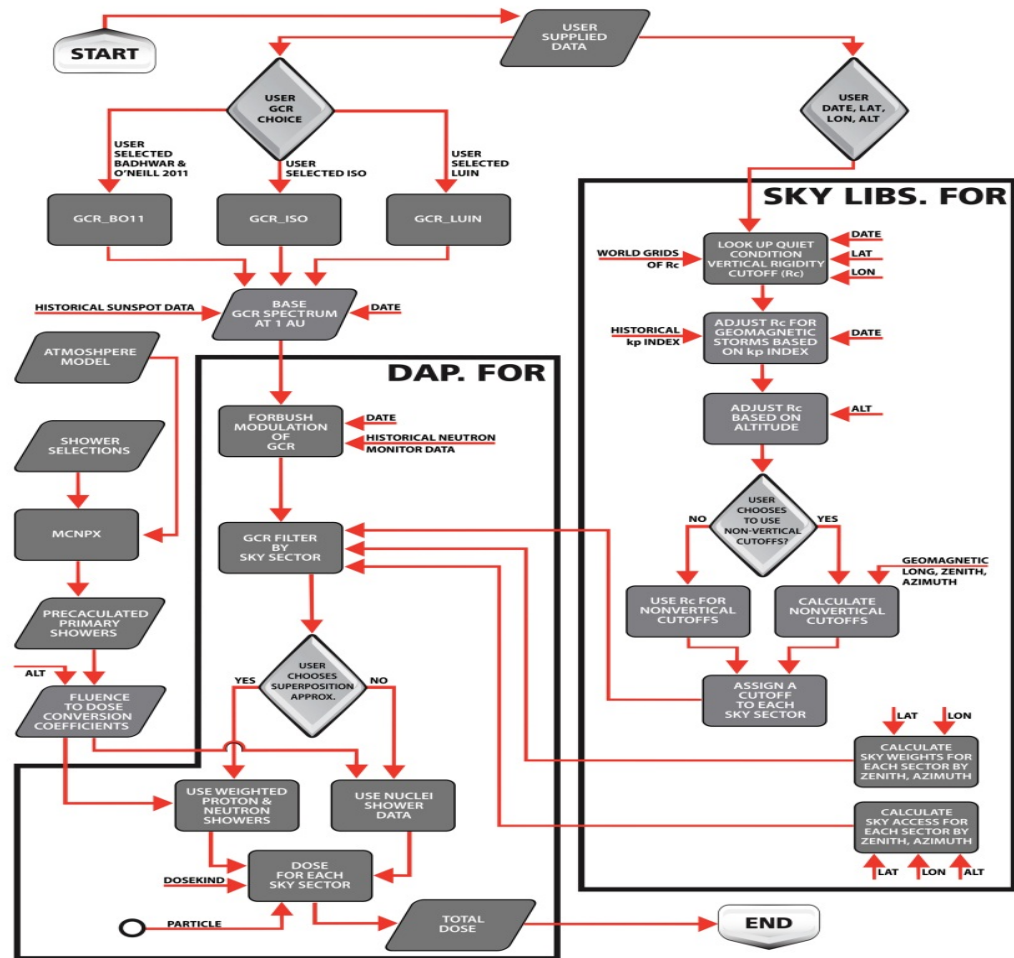 START
USER
SUPPLIED
DATA
USER
GCR
CHOICE
USER
DATE, LAT,
LON, ALT
USER
SELECTED
BADHWAR &
O'NEILL 2011
USER
SELECTED ISO
USER
SELECTED
LUIN
GCR_BO11
GCR_ISO
GCR_LUIN
HISTORICAL SUNSPOT DATA
BASE
GCR SPECTRUM
AT 1 AU
DATE
ATMOSHPERE
MODEL
SHOWER
SELECTIONS
MCNPX
PRECACULATED
PRIMARY
SHOWERS
ALT
FLUENCE
TO DOSE
CONVERSION
COEFFICIENTS
DAP. FOR
FORBUSH
MODULATION
OF
GCR
DATE
HISTORICAL NEUTRON
MONITOR DATA
GCR FILTER
BY
SKY SECTOR
USER
CHOOSES
SUPERPOSITION
APPROX.
YES
NO
USE WEIGHTED
PROTON &
NEUTRON
SHOWERS
USE NUCLEI
SHOWER
DATA
DOSEKIND
DOSE
FOR EACH
SKY SECTOR
PARTICLE
TOTAL
DOSE
END
SKY LIBS. FOR
WORLD GRIDS
OF Rc
LOOK UP QUIET
CONDITION
VERTICAL RIGIDITY
CUTOFF (Rc)
DATE
LAT
LON
HISTORICAL
kp INDEX
ADJUST Rc FOR
GEOMAGNETIC
STORMS BASED
ON kp INDEX
DATE
ADJUST Rc
BASED ON
ALTITUDE
ALT
USER
CHOOSES
TO USE
NON-VERTICAL
CUTOFFS?
NO
YES
GEOMAGNETIC
LONG, ZENITH,
AZIMUTH
USE Rc FOR
NONVERTICAL
CUTOFFS
CALCULATE
NONVERTICAL
CUTOFFS
ASSIGN A
CUTOFF
TO EACH
SKY SECTOR
LAT
LON
CALCULATE
SKY WEIGHTS FOR
EACH SECTOR BY
ZENITH, AZIMUTH
CALCULATE
SKY ACCESS FOR
EACH SECTOR BY
ZENITH, AZIMUTH
LAT
LON
ALT